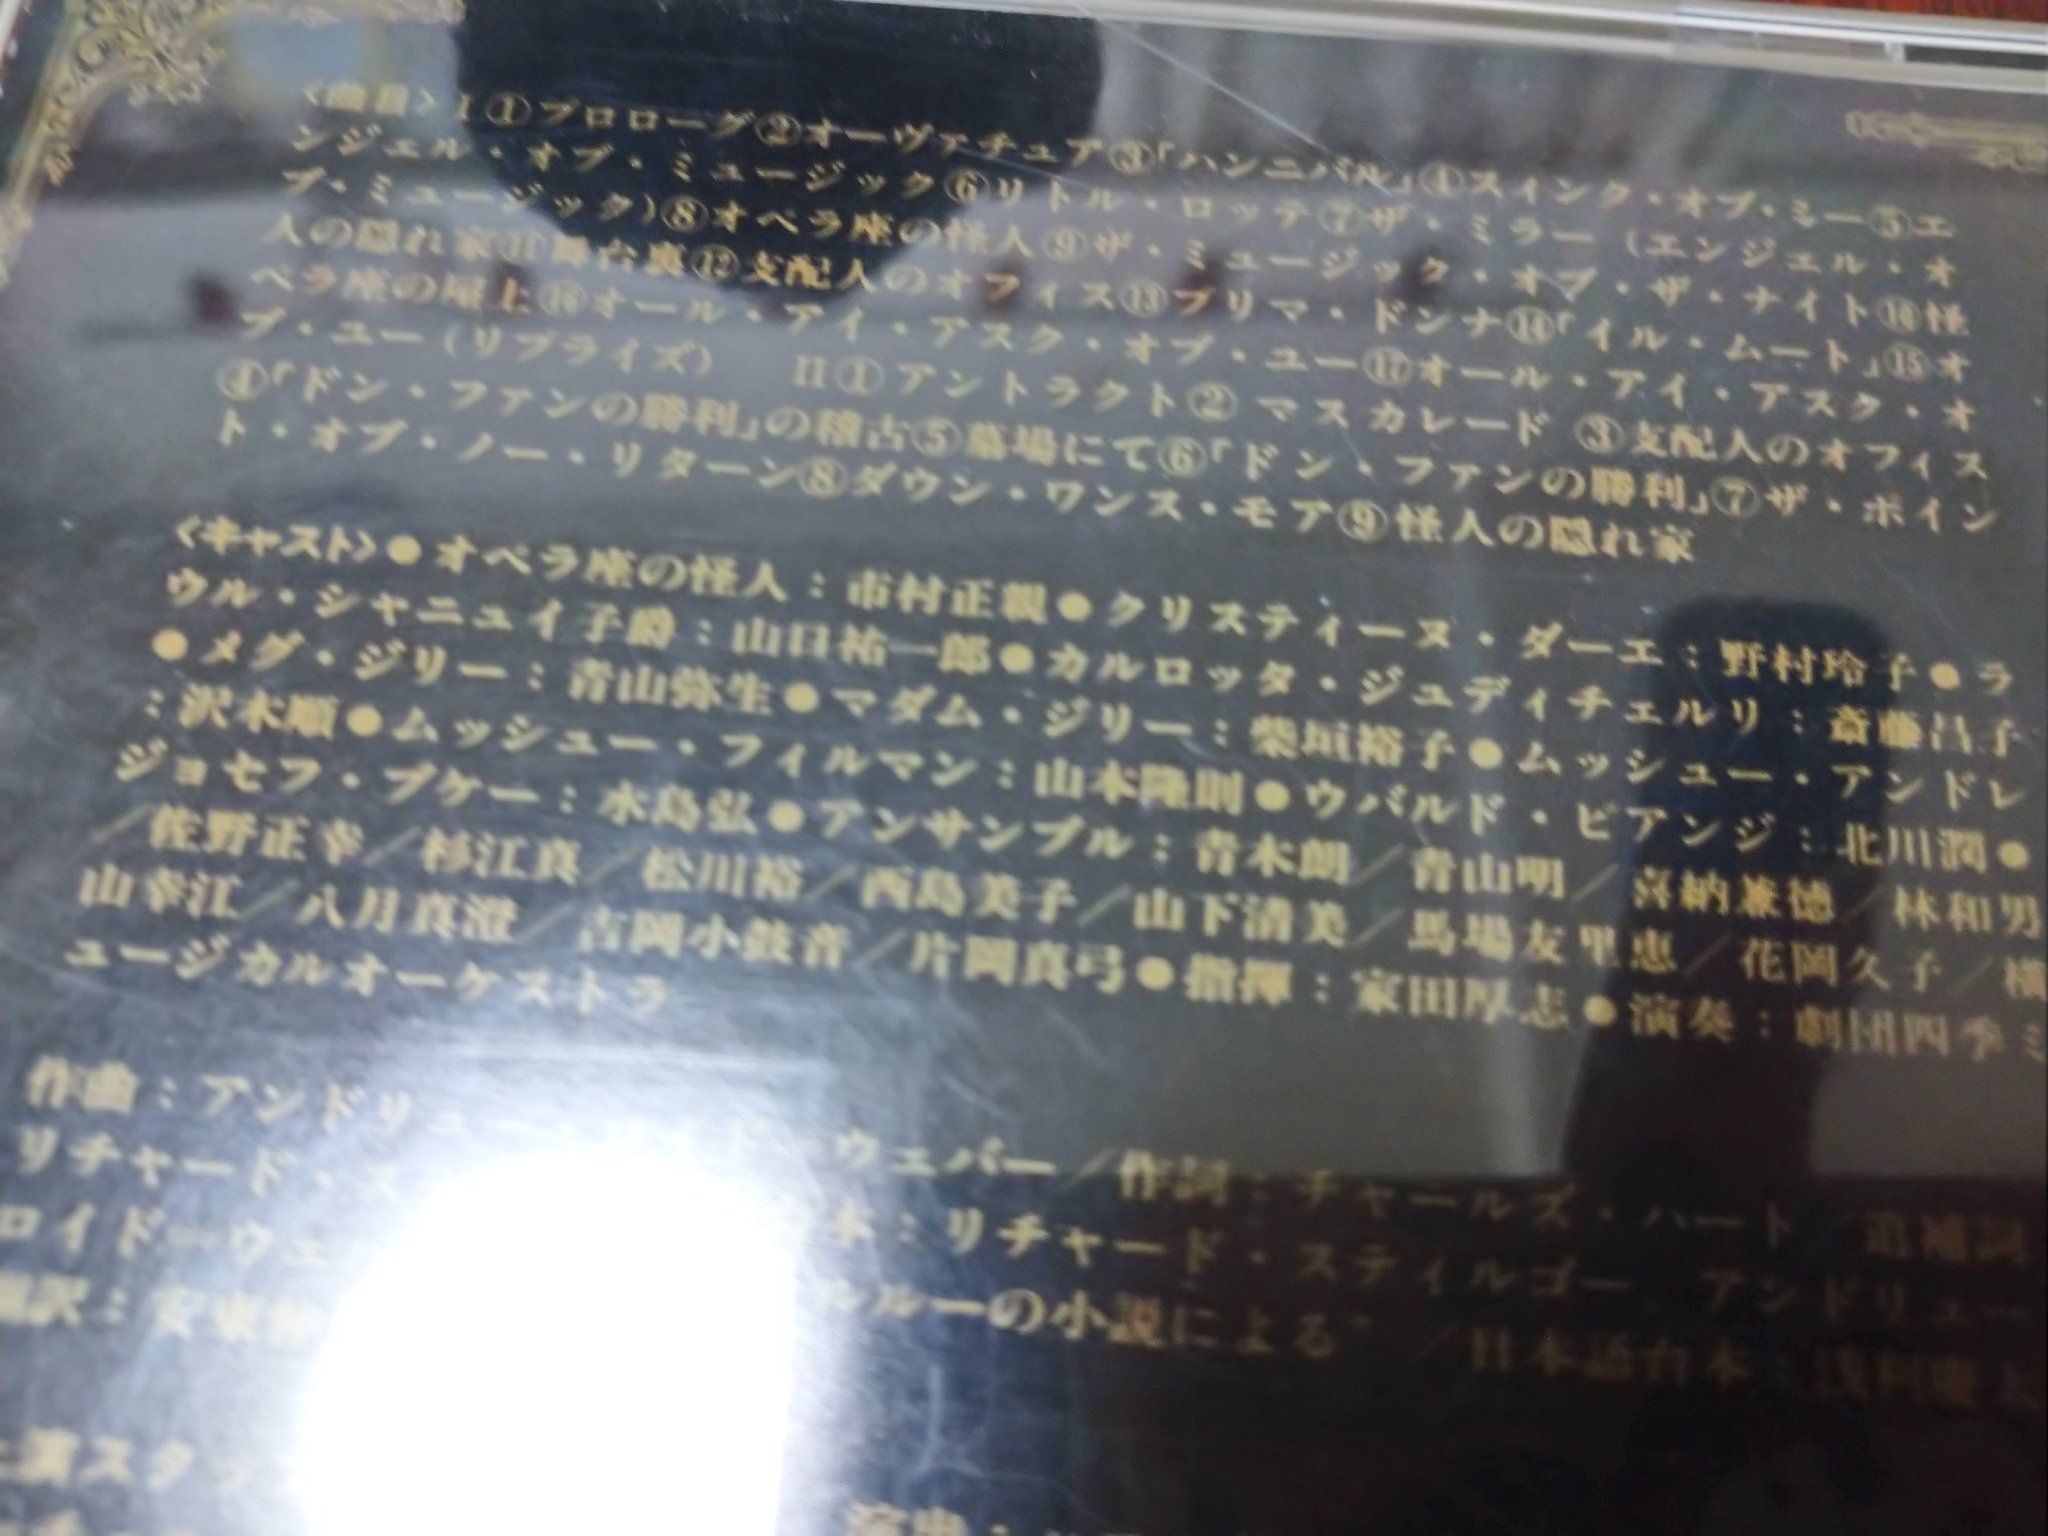 〈曲目〉 I ①プロローグ②オーヴァチュア③「ハンニバル」④スィンク・オブ・ミー⑤エ
ンジェル・オブ・ミュージック⑥リトル・ロッテ⑦ザ・ミラー（エンジェル・オ
ブ・ミュージック）⑧オペラ座の怪人⑨ザ・ミュージック・オブ・ザ・ナイト⑩怪
人の隠れ家⑪舞台裏⑫支配人のオフィス⑬プリマ・ドンナ⑭「イル・ムート」⑮オ
ペラ座の屋上⑯オール・アイ・アスク・オブ・ユー⑰オール・アイ・アスク・オ
ブ・ユー（リプライズ） II①アントラクト② マスカレード ③支配人のオフィス
④「ドン・ファンの勝利」の稽古⑤墓場にて⑥「ドン・ファンの勝利」⑦ザ・ポイン
ト・オブ・ノー・リターン⑧ダウン・ワンス・モア⑨怪人の隠れ家
〈キャスト〉●オペラ座の怪人：市村正親●クリスティーヌ・ダーエ：野村玲子●ラ
ウル・シャニュイ子爵：山口祐一郎●カルロッタ・ジュディチェルリ：斎藤昌子
●メグ・ジリー：青山弥生●マダム・ジリー：柴垣裕子●ムッシュー・アンドレ
：沢木順●ムッシュー・フィルマン：山本隆則●ウバルド・ピアンジ：北川潤●
ジョセフ・ブケー：水島弘●アンサンブル：青木朗／青山明／喜納兼徳／林和男
／佐野正幸／杉江真／松川裕／西島美子／山下清美／馬場友里恵／花岡久子／横
山幸江／八月真澄／吉岡小鼓音／片岡真弓●指揮：家田厚志●演奏：劇団四季ミ
ュージカルオーケストラ
作曲：アンドリュー ウェバー／作詞：チャールズ・ハート 追補詞
リチャード・ 本：リチャード・スティルゴー アンドリュー
ロイド=ウェ ルルーの小説による”／日本語台本：
翻訳：
スタッ
演出：